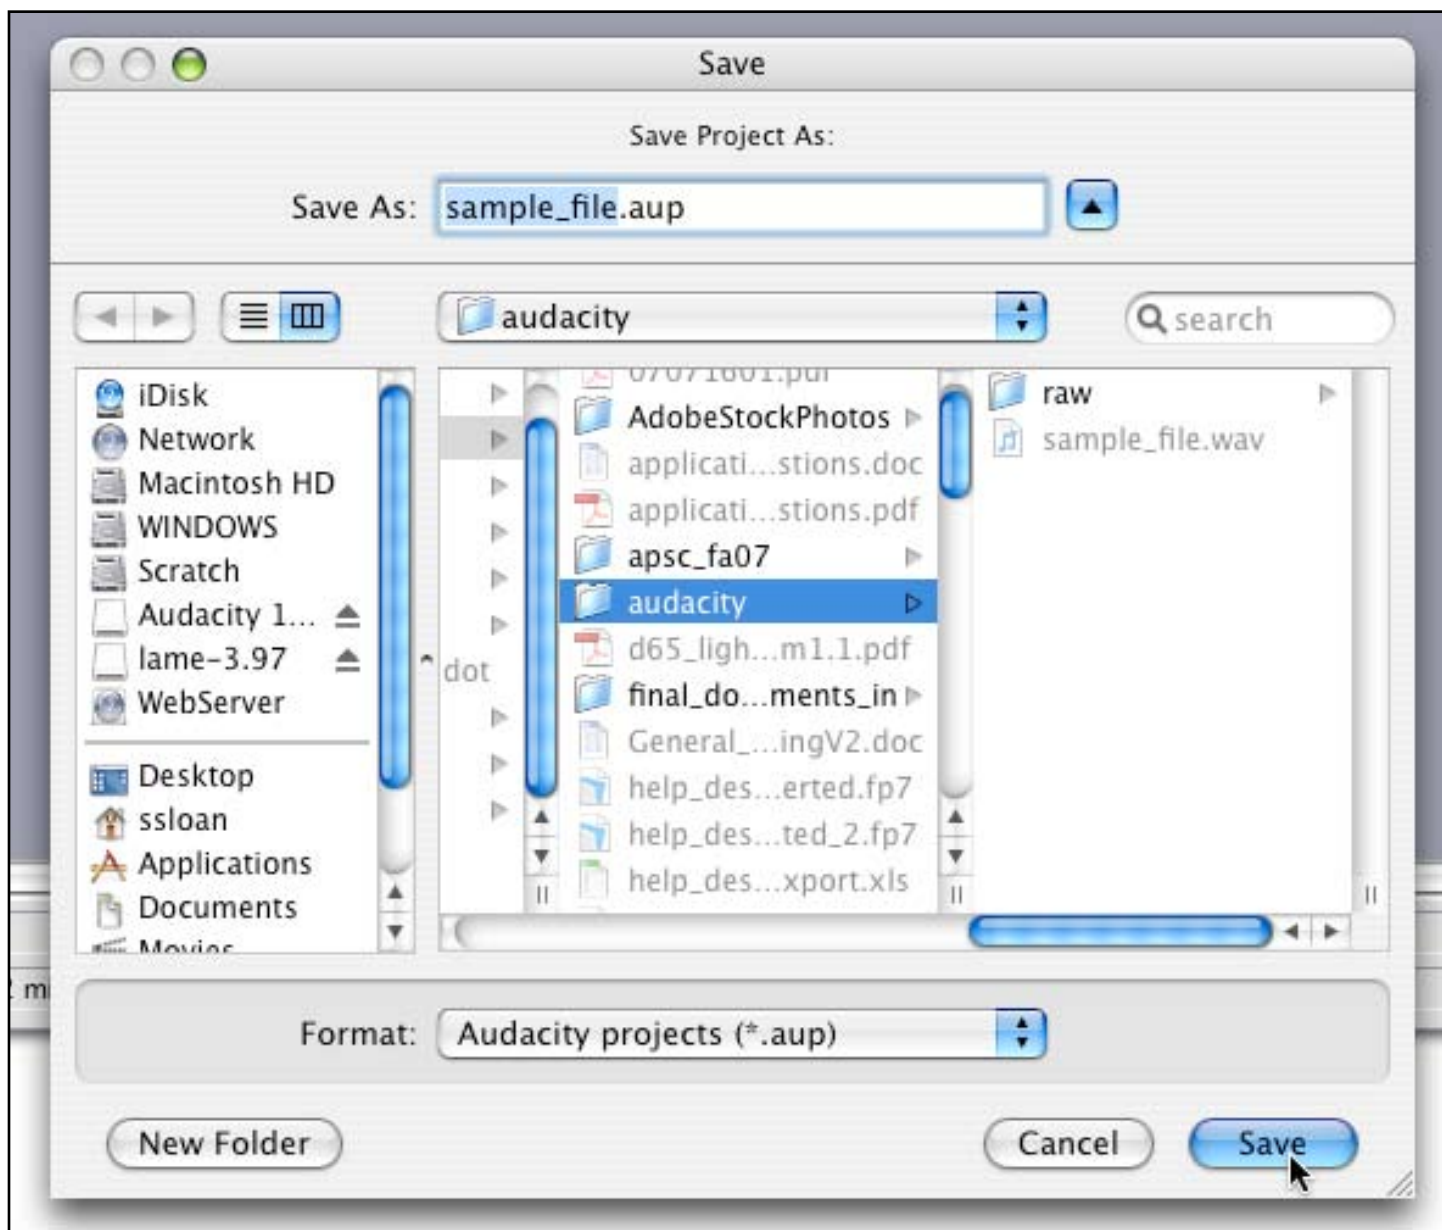 Save
Save Project As:
Save As: sample_file.aup
audacity
search
iDisk
Network
Macintosh HD
WINDOWS
Scratch
Audacity 1...
lame-3.97
WebServer
Desktop
ssloan
Applications
Documents
Movies
dot
07071601.pdf
AdobeStockPhotos
applicati...stions.doc
applicati...stions.pdf
apsc_fa07
audacity
d65_ligh...m1.1.pdf
final_do...ments_in
General_...ingV2.doc
help_des...erted.fp7
help_des...ted_2.fp7
help_des...xport.xls
raw
sample_file.wav
Format: Audacity projects (*.aup)
New Folder
Cancel
Save